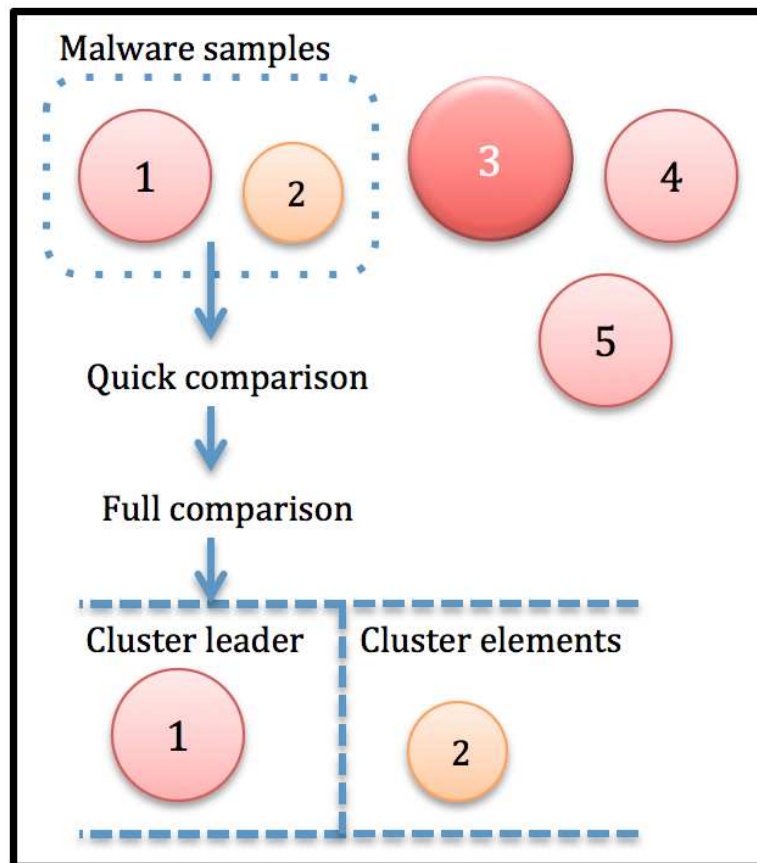 Malware samples
1
2
3
4
5
Quick comparison
Full comparison
Cluster leader
Cluster elements
1
2